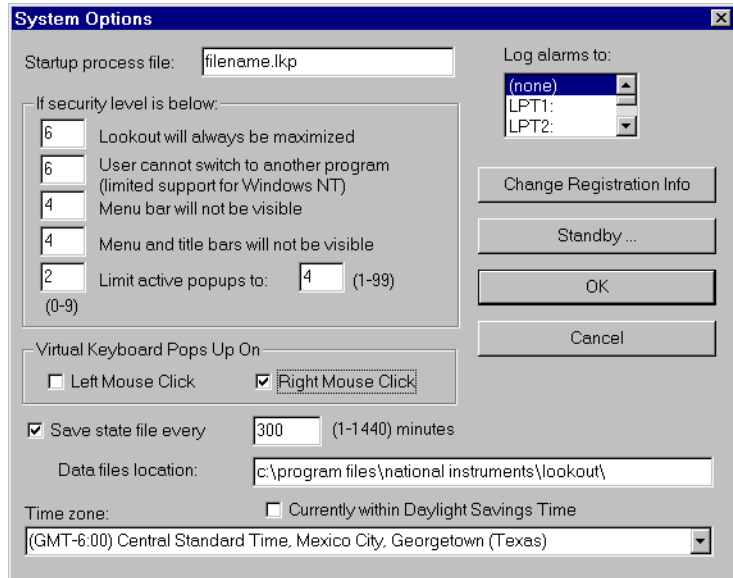 System Options
Startup process file: filename.lkp
Log alarms to:
(none)
LPT1:
LPT2:
If security level is below:
6 Lookout will always be maximized
6 User cannot switch to another program
(limited support for Windows NT)
4 Menu bar will not be visible
4 Menu and title bars will not be visible
2 Limit active popups to: 4 (1-99)
(0-9)
Change Registration Info
Standby ...
OK
Cancel
Virtual Keyboard Pops Up On
Left Mouse Click Right Mouse Click
Save state file every 300 (1-1440) minutes
Data files location: c:\program files\national instruments\lookout\
Time zone: Currently within Daylight Savings Time
(GMT-6:00) Central Standard Time, Mexico City, Georgetown (Texas)